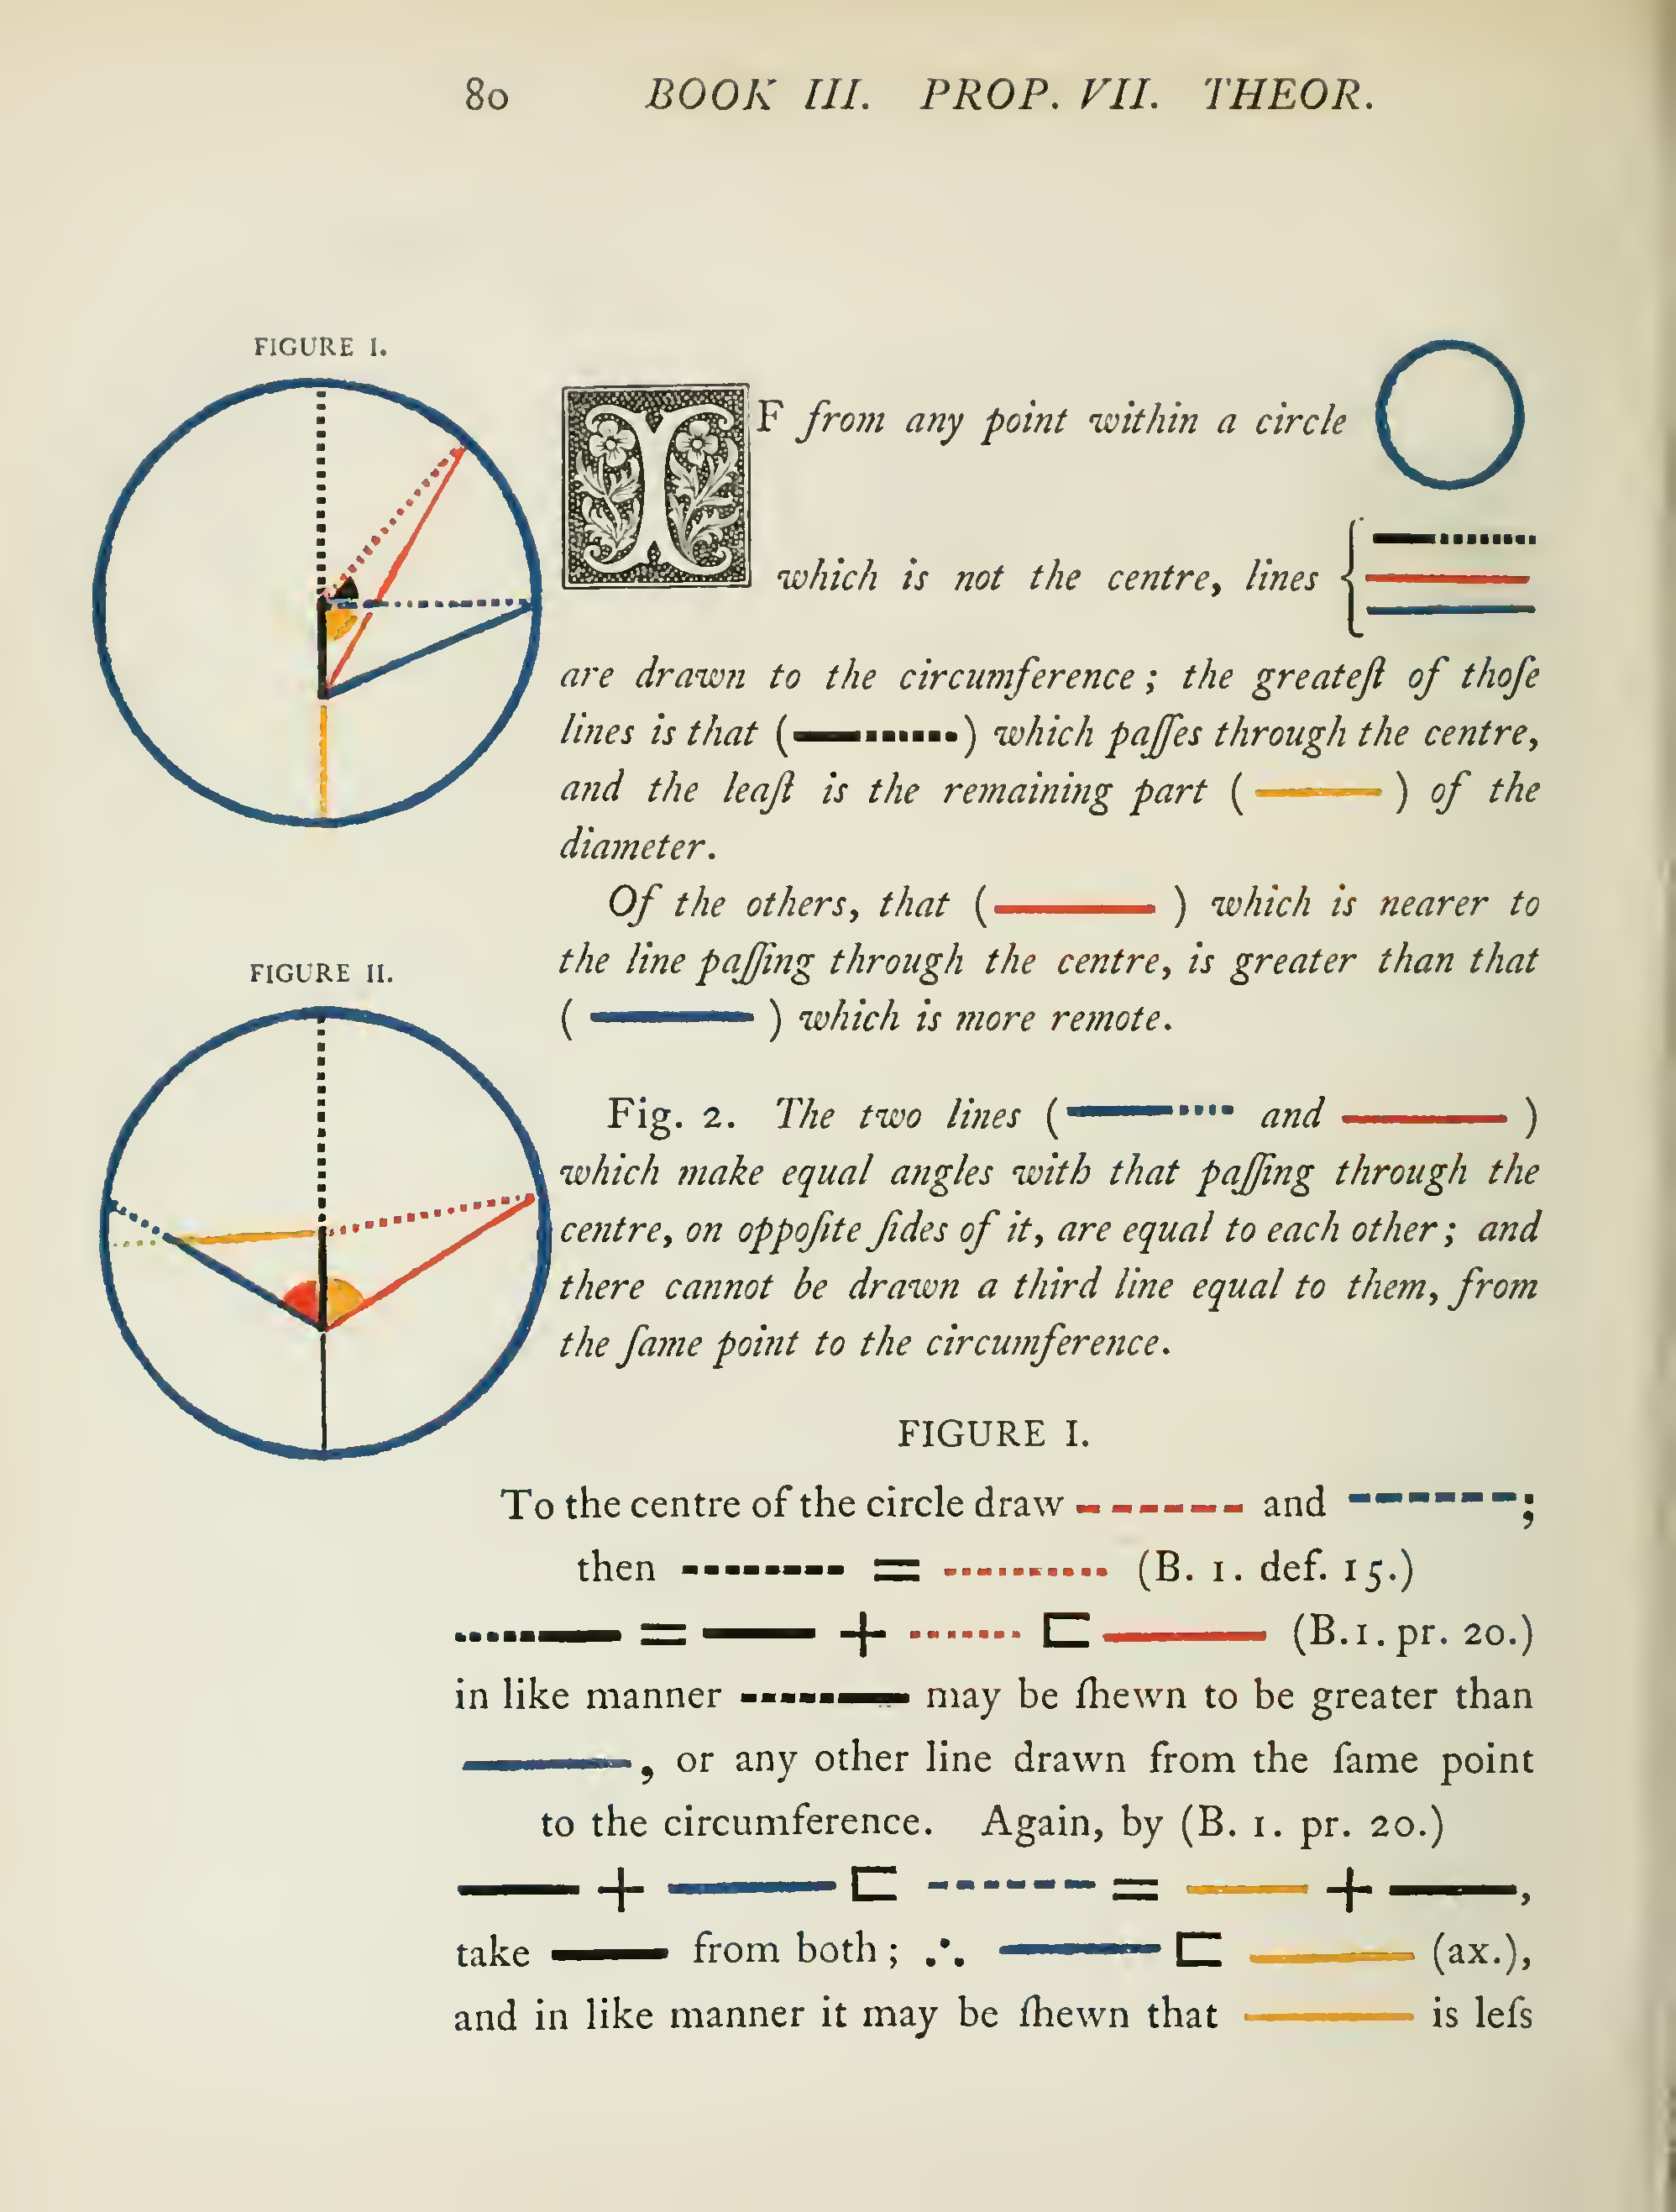 80 BOOK III. PROP. VII. THEOR.
FIGURE I.
IF from any point within a circle
which is not the centre, lines
are drawn to the circumference; the greateſt of thoſe
lines is that ( ) which paſſes through the centre,
and the leaſt is the remaining part ( ) of the
diameter.
Of the others, that ( ) which is nearer to
the line paſſing through the centre, is greater than that
( ) which is more remote.
FIGURE II.
Fig. 2. The two lines ( and )
which make equal angles with that paſſing through the
centre, on oppoſite ſides of it, are equal to each other; and
there cannot be drawn a third line equal to them, from
the ſame point to the circumference.
FIGURE I.
To the centre of the circle draw and ;
then = (B. 1. def. 15.)
= + ⊏ (B. 1. pr. 20.)
in like manner may be ſhewn to be greater than
, or any other line drawn from the ſame point
to the circumference. Again, by (B. 1. pr. 20.)
+ ⊏ = + ,
take from both; ∴ ⊏ (ax.),
and in like manner it may be ſhewn that is leſs